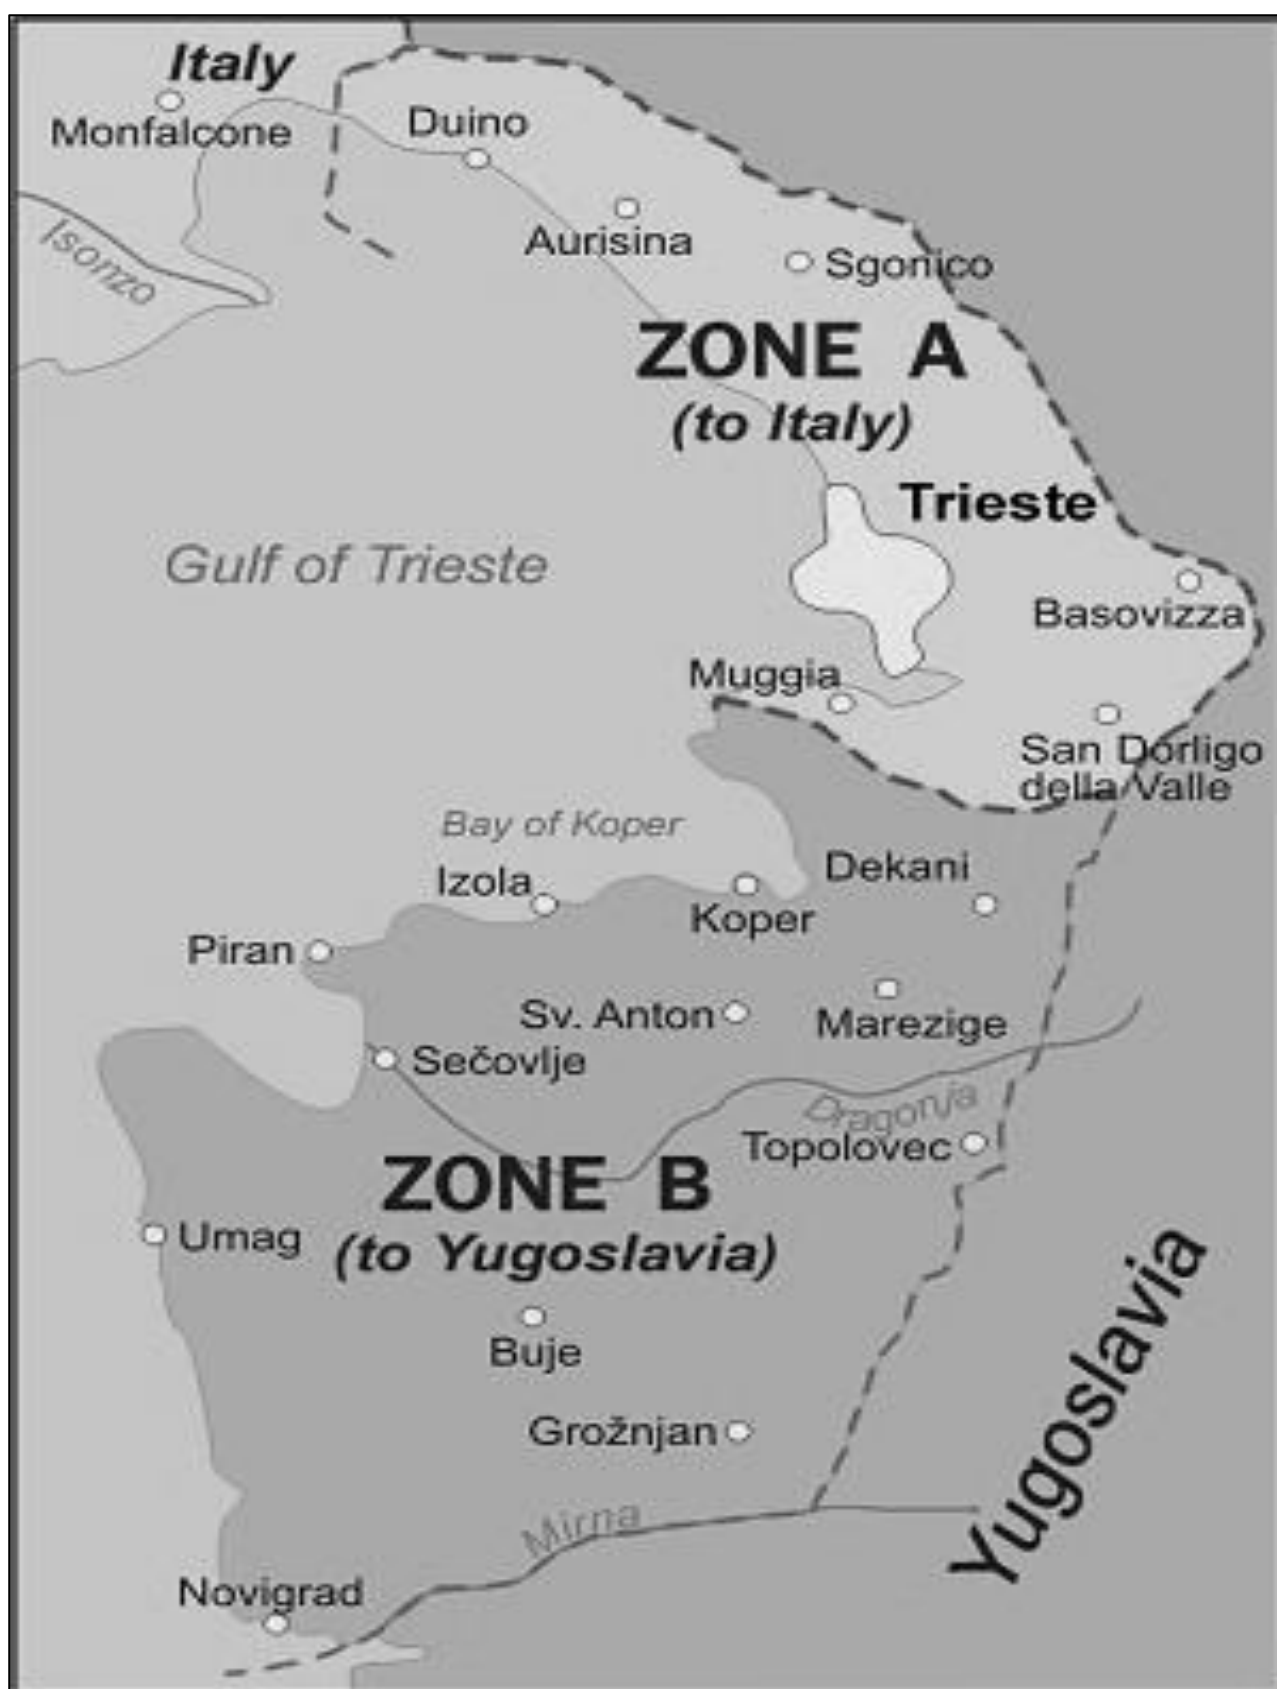 Italy
Monfalcone
Duino
Isonzo
Aurisina
Sgonico
ZONE A
(to Italy)
Trieste
Gulf of Trieste
Basovizza
Muggia
San Dorligo
della Valle
Bay of Koper
Izola
Koper
Dekani
Piran
Sv. Anton
Marezige
Sečovlje
Dragonja
Topolovec
ZONE B
(to Yugoslavia)
Umag
Buje
Grožnjan
Yugoslavia
Mirna
Novigrad